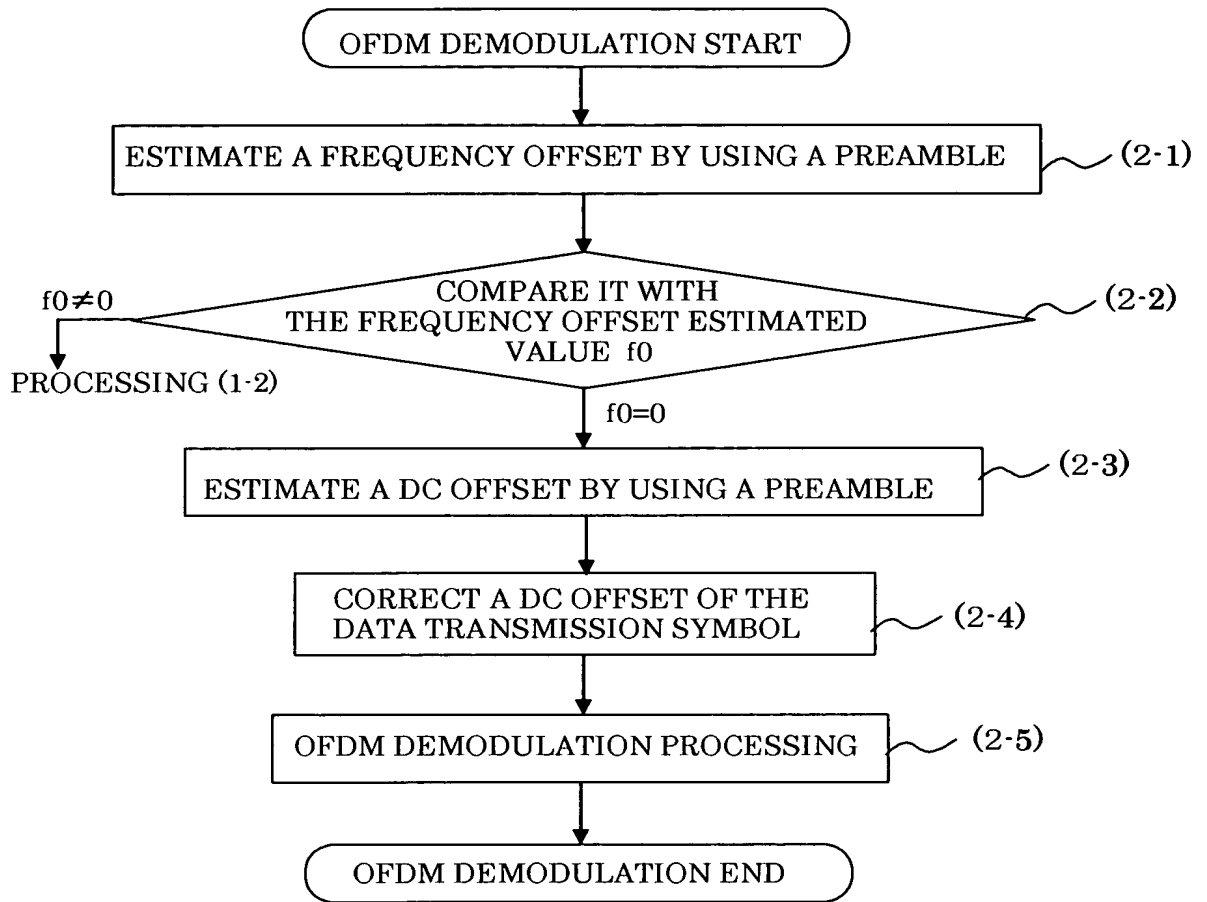 OFDM DEMODULATION START
ESTIMATE A FREQUENCY OFFSET BY USING A PREAMBLE
(2-1)
COMPARE IT WITH
THE FREQUENCY OFFSET ESTIMATED
VALUE f0
(2-2)
f0≠0
PROCESSING (1-2)
f0=0
ESTIMATE A DC OFFSET BY USING A PREAMBLE
(2-3)
CORRECT A DC OFFSET OF THE
DATA TRANSMISSION SYMBOL
(2-4)
OFDM DEMODULATION PROCESSING
(2-5)
OFDM DEMODULATION END